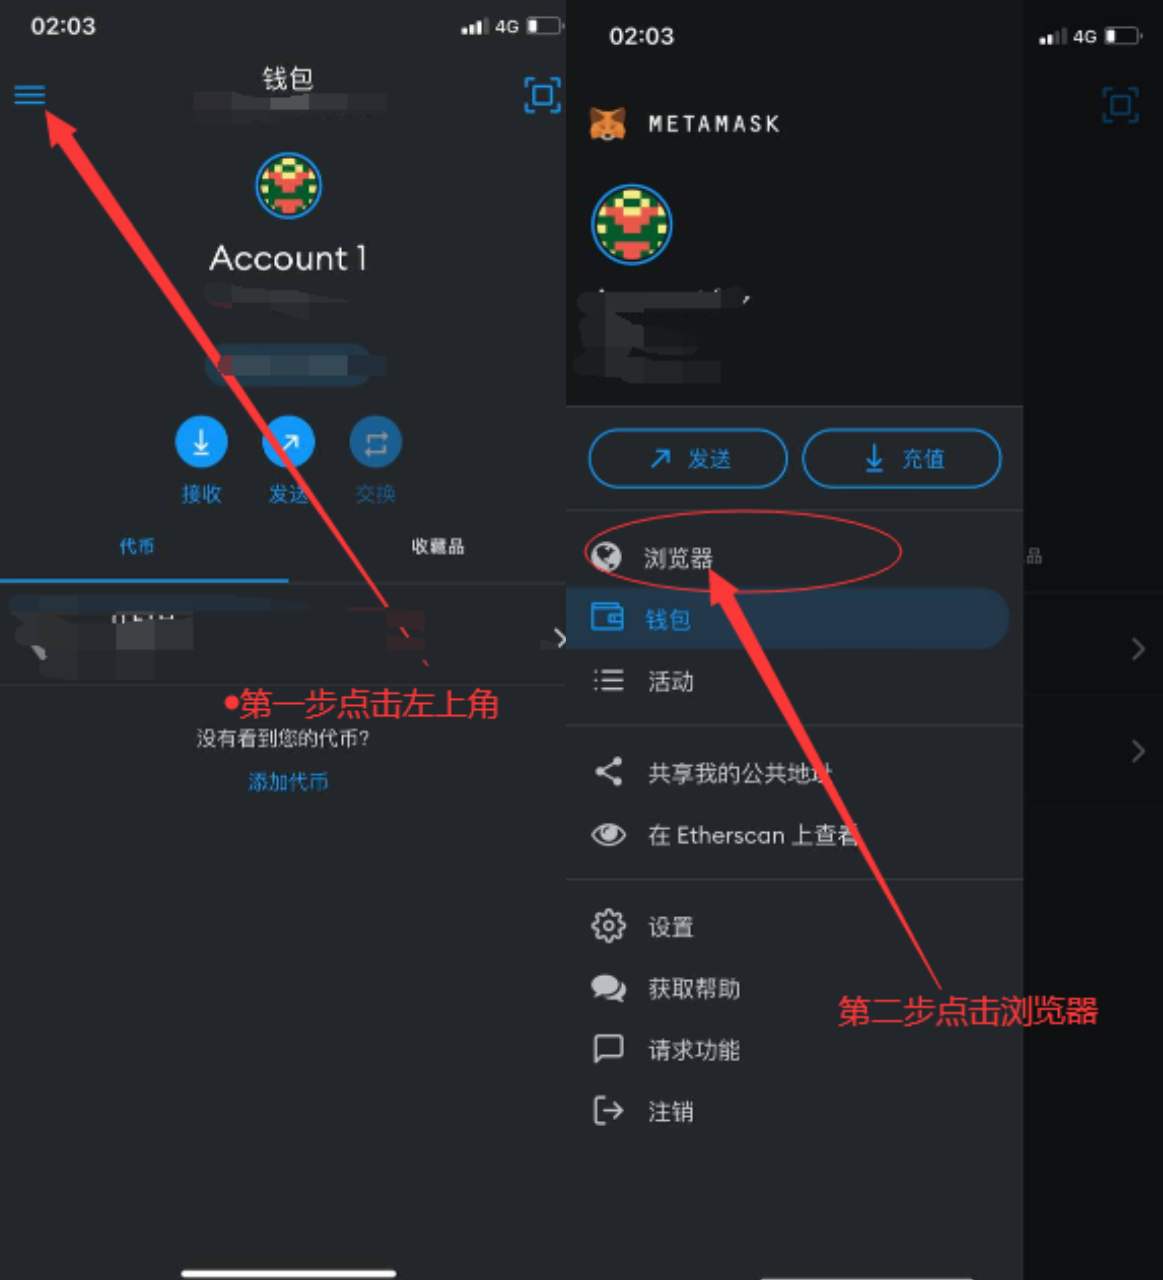 02:03
4G
钱包
Account 1
接收
发送
交换
代币
收藏品
•第一步点击左上角
没有看到您的代币?
添加代币
02:03
4G
METAMASK
发送
充值
浏览器
品
钱包
活动
共享我的公共地址
在 Etherscan 上查看
设置
获取帮助
第二步点击浏览器
请求功能
注销